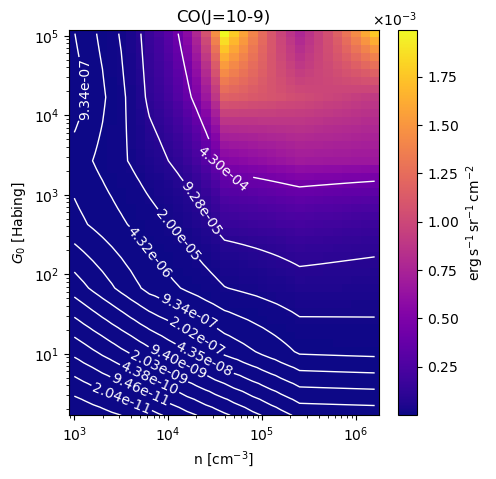 CO(J=10-9)
×10⁻³
10⁵
10⁴
10³
10²
10¹
G₀ [Habing]
10³
10⁴
10⁵
10⁶
n [cm⁻³]
9.34e-07
4.30e-04
9.28e-05
2.00e-05
4.32e-06
9.34e-07
2.02e-07
4.35e-08
9.40e-09
2.03e-09
4.38e-10
9.46e-11
2.04e-11
1.75
1.50
1.25
1.00
0.75
0.50
0.25
erg s⁻¹ sr⁻¹ cm⁻²